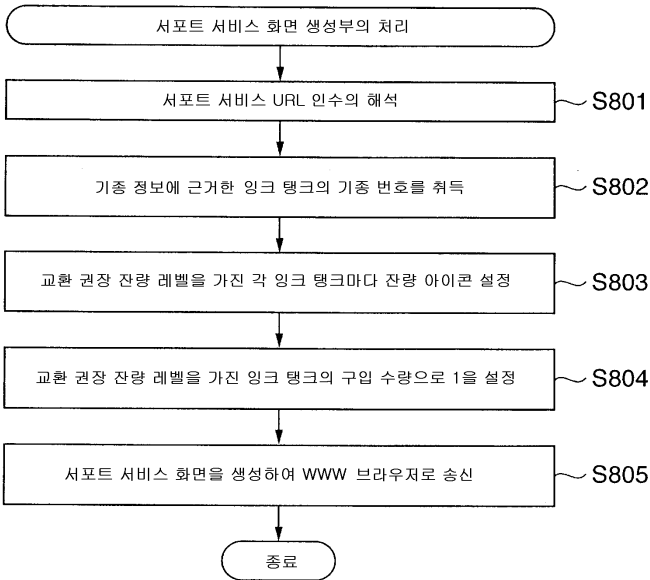 서포트 서비스 화면 생성부의 처리
서포트 서비스 URL 인수의 해석
S801
기종 정보에 근거한 잉크 탱크의 기종 번호를 취득
S802
교환 권장 잔량 레벨을 가진 각 잉크 탱크마다 잔량 아이콘 설정
S803
교환 권장 잔량 레벨을 가진 잉크 탱크의 구입 수량으로 1을 설정
S804
서포트 서비스 화면을 생성하여 WWW 브라우저로 송신
S805
종료